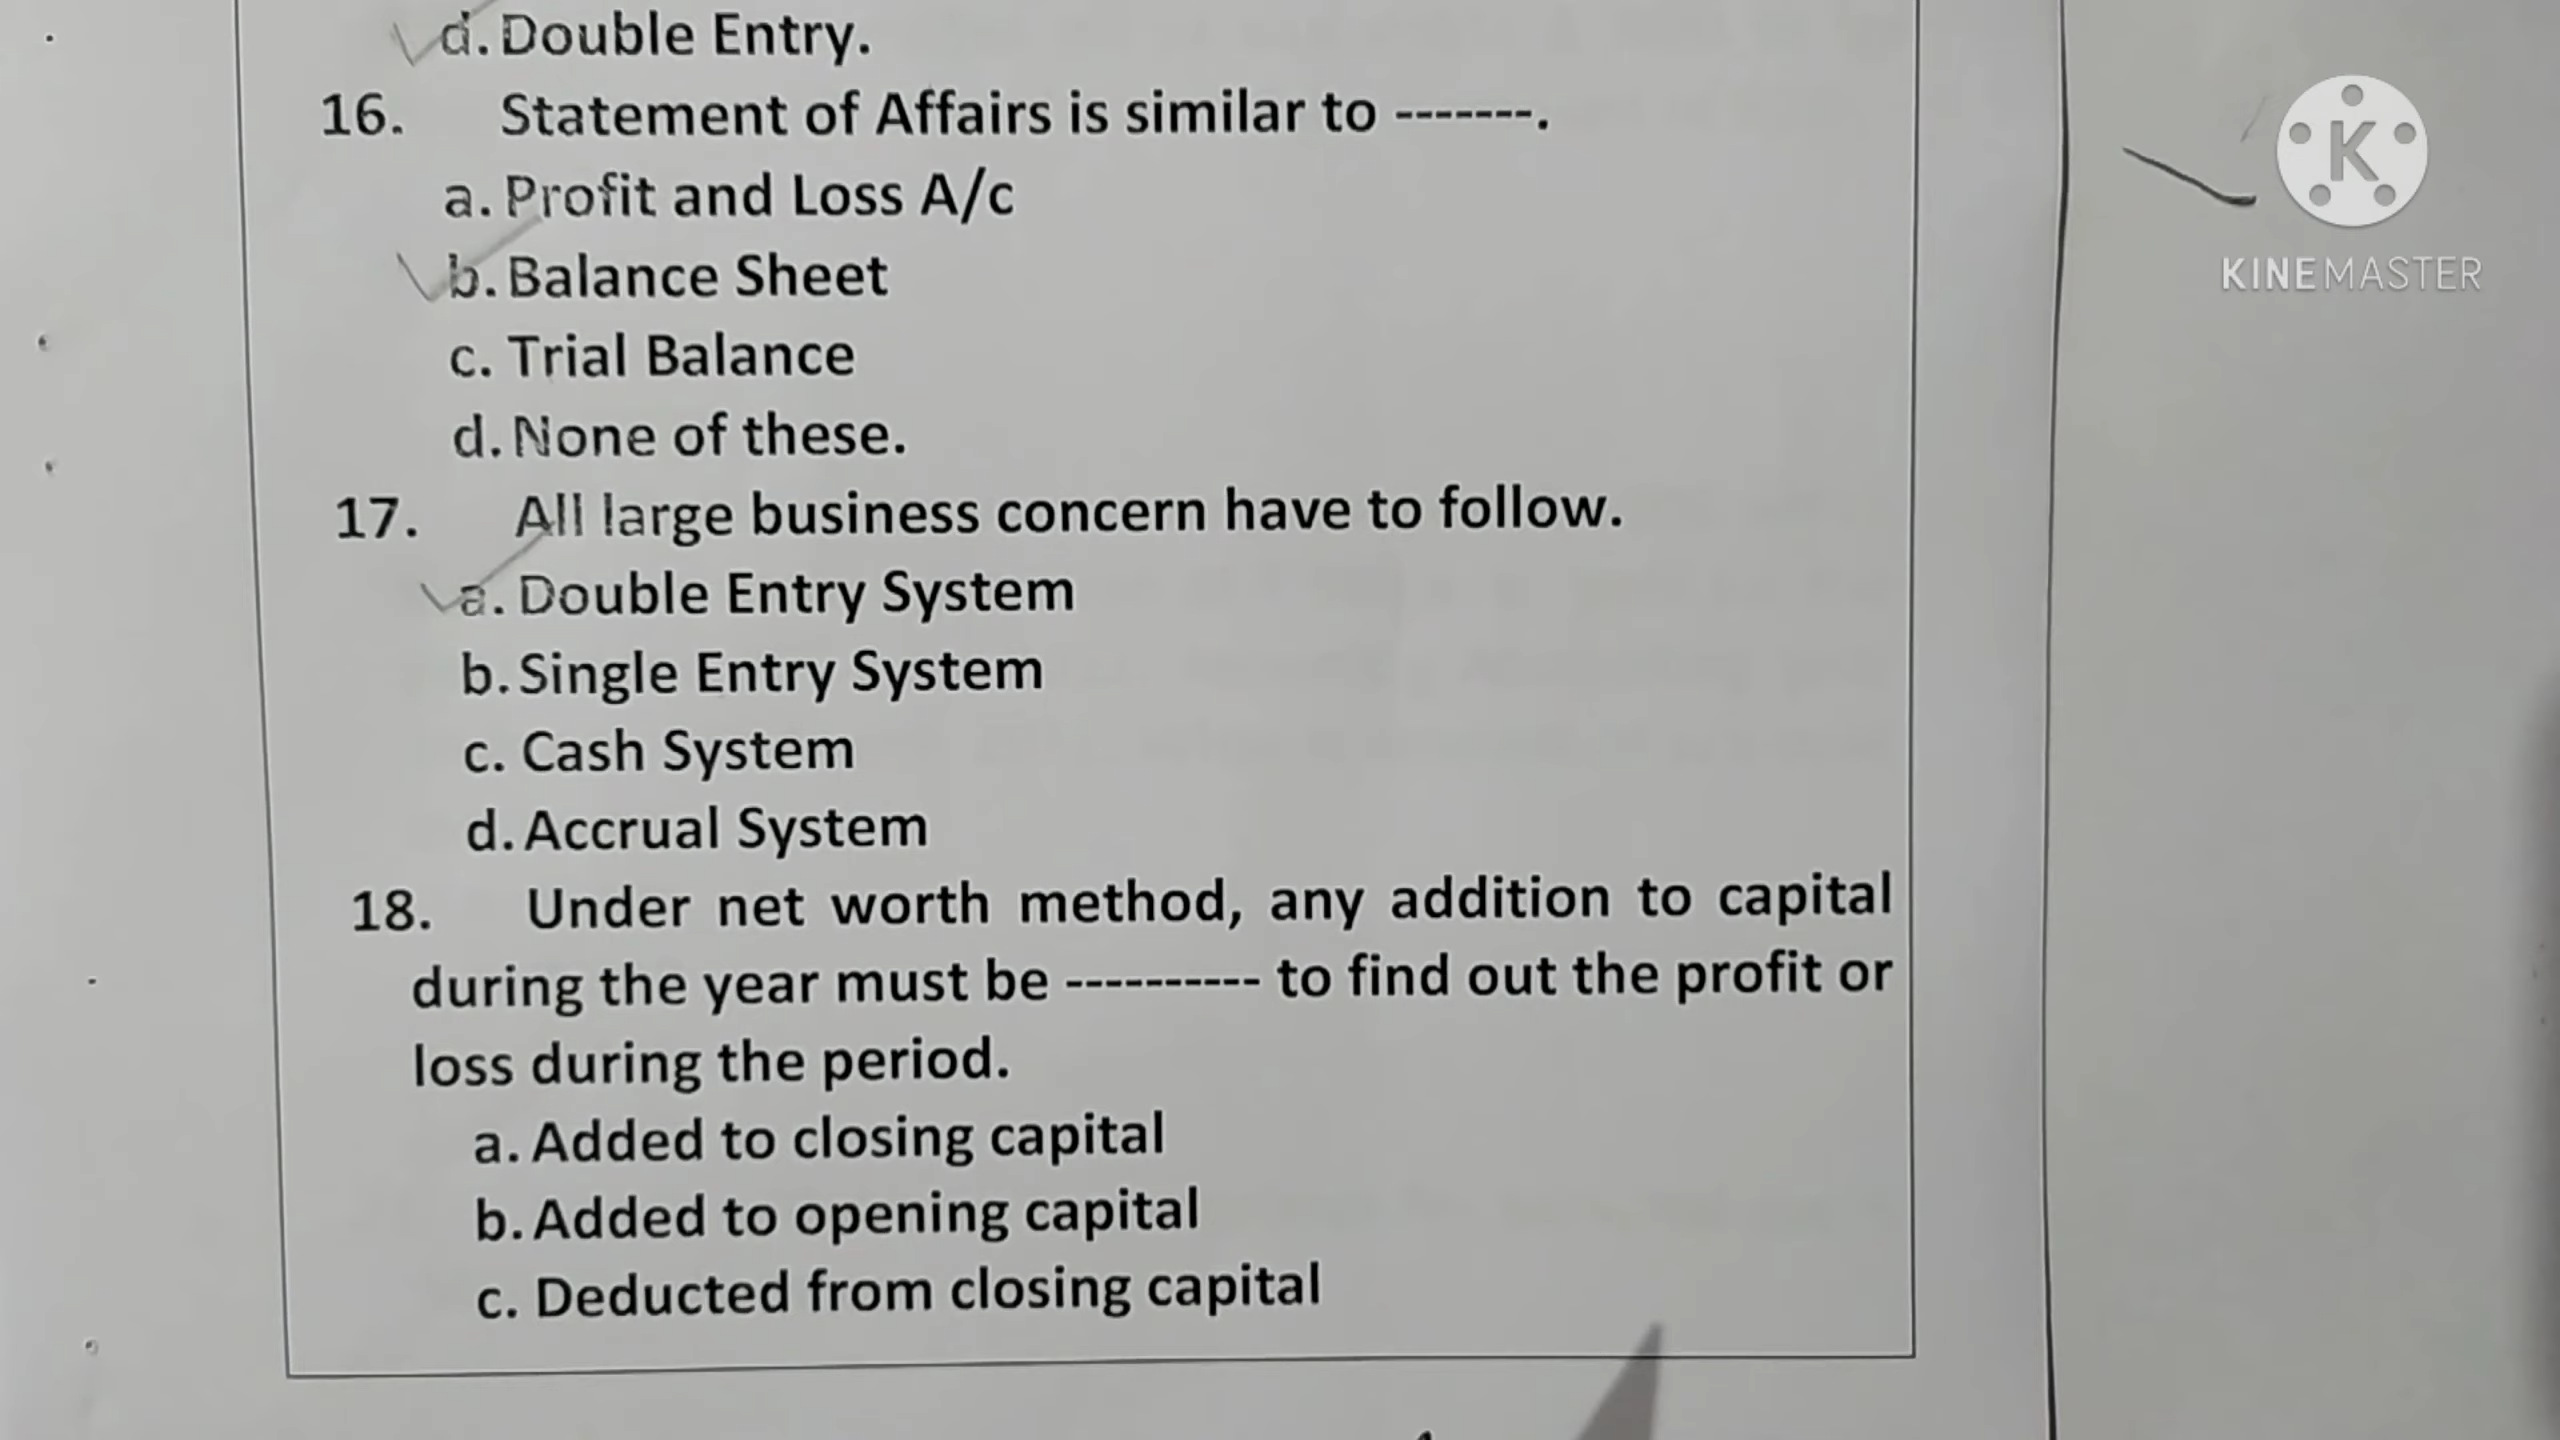 d. Double Entry.
16. Statement of Affairs is similar to -------.
a. Profit and Loss A/c
b. Balance Sheet
c. Trial Balance
d. None of these.
17. All large business concern have to follow.
a. Double Entry System
b. Single Entry System
c. Cash System
d. Accrual System
18. Under net worth method, any addition to capital
during the year must be ---------- to find out the profit or
loss during the period.
a. Added to closing capital
b. Added to opening capital
c. Deducted from closing capital
K
KINEMASTER